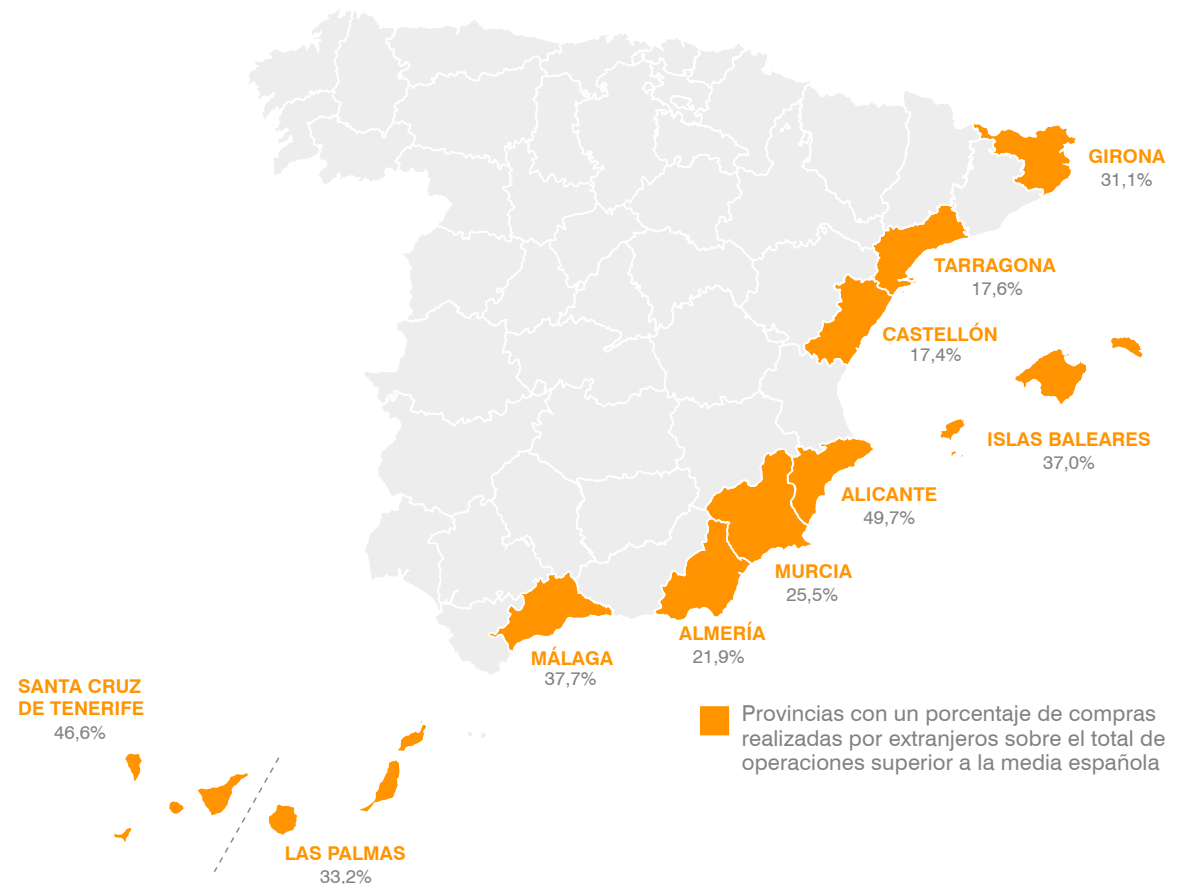 GIRONA
31,1%
TARRAGONA
17,6%
CASTELLÓN
17,4%
ISLAS BALEARES
37,0%
ALICANTE
49,7%
MURCIA
25,5%
ALMERÍA
21,9%
MÁLAGA
37,7%
SANTA CRUZ
DE TENERIFE
46,6%
LAS PALMAS
33,2%
Provincias con un porcentaje de compras
realizadas por extranjeros sobre el total de
operaciones superior a la media española